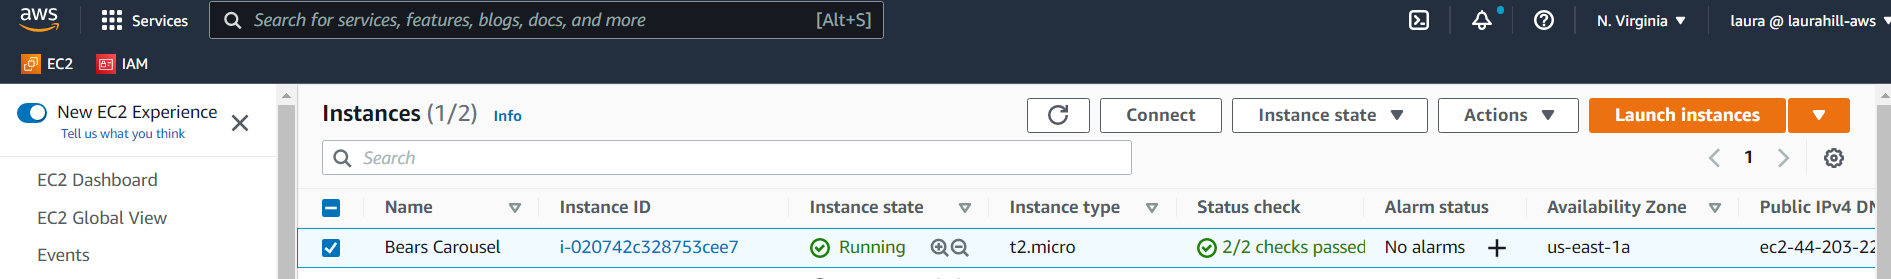 aws Services Search for services, features, blogs, docs, and more [Alt+S] N. Virginia laura @ laurahill-aws
EC2 IAM
New EC2 Experience
Tell us what you think
EC2 Dashboard
EC2 Global View
Events
Instances (1/2) Info Connect Instance state Actions Launch instances
Search
1
Name Instance ID Instance state Instance type Status check Alarm status Availability Zone Public IPv4
Bears Carousel i-020742c328753cee7 Running t2.micro 2/2 checks passed No alarms us-east-1a ec2-44-203-22